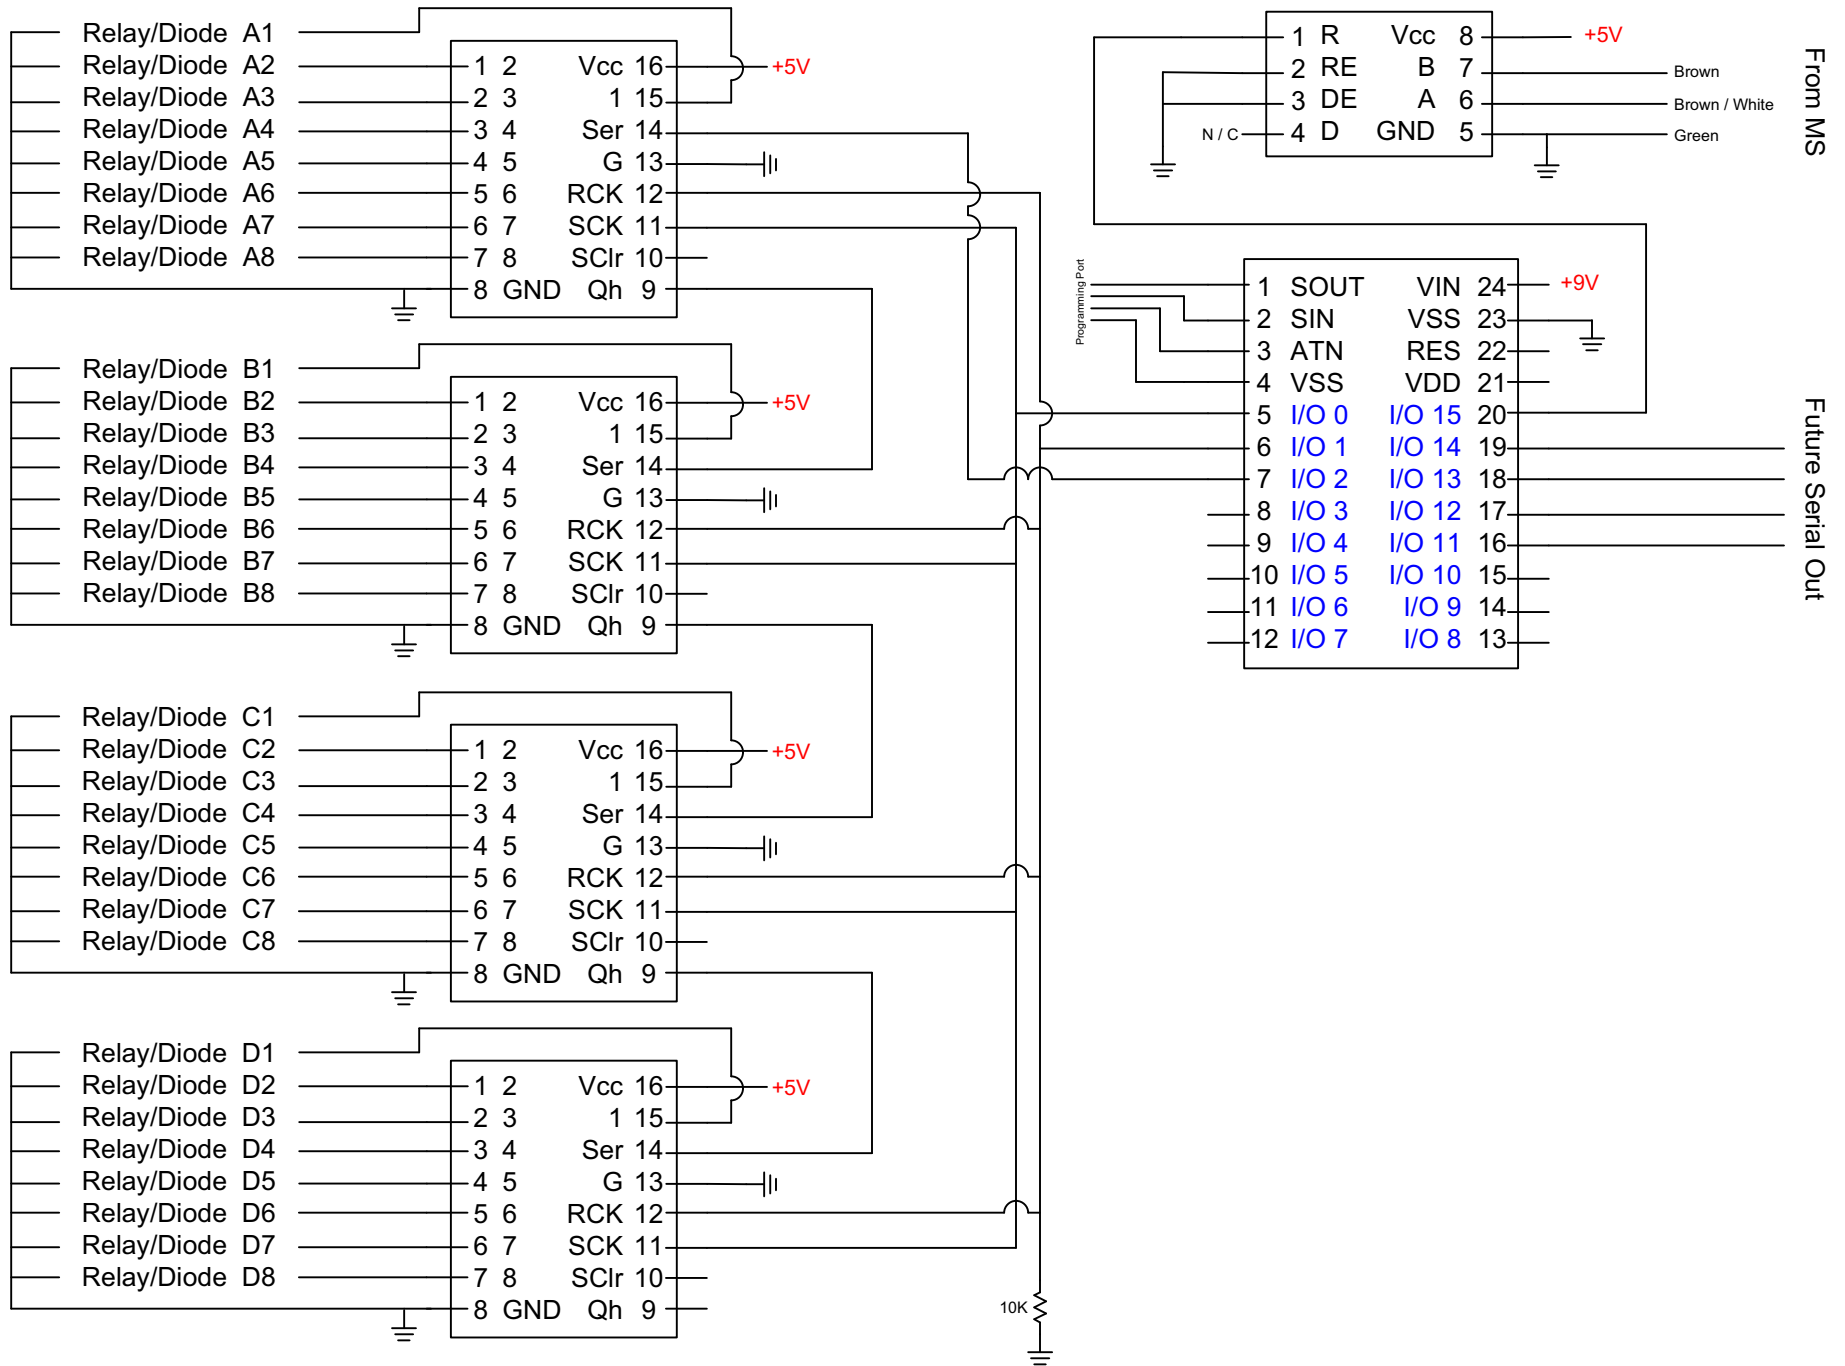 Relay/Diode A1
Relay/Diode A2
Relay/Diode A3
Relay/Diode A4
Relay/Diode A5
Relay/Diode A6
Relay/Diode A7
Relay/Diode A8
1 2 Vcc 16 +5V
2 3 1 15
3 4 Ser 14
4 5 G 13
5 6 RCK 12
6 7 SCK 11
7 8 SClr 10
8 GND Qh 9
Relay/Diode B1
Relay/Diode B2
Relay/Diode B3
Relay/Diode B4
Relay/Diode B5
Relay/Diode B6
Relay/Diode B7
Relay/Diode B8
1 2 Vcc 16 +5V
2 3 1 15
3 4 Ser 14
4 5 G 13
5 6 RCK 12
6 7 SCK 11
7 8 SClr 10
8 GND Qh 9
Relay/Diode C1
Relay/Diode C2
Relay/Diode C3
Relay/Diode C4
Relay/Diode C5
Relay/Diode C6
Relay/Diode C7
Relay/Diode C8
1 2 Vcc 16 +5V
2 3 1 15
3 4 Ser 14
4 5 G 13
5 6 RCK 12
6 7 SCK 11
7 8 SClr 10
8 GND Qh 9
Relay/Diode D1
Relay/Diode D2
Relay/Diode D3
Relay/Diode D4
Relay/Diode D5
Relay/Diode D6
Relay/Diode D7
Relay/Diode D8
1 2 Vcc 16 +5V
2 3 1 15
3 4 Ser 14
4 5 G 13
5 6 RCK 12
6 7 SCK 11
7 8 SClr 10
8 GND Qh 9
10K
1 R Vcc 8 +5V
2 RE B 7 Brown
3 DE A 6 Brown / White
N / C 4 D GND 5 Green
From MS
Programming Port
1 SOUT VIN 24 +9V
2 SIN VSS 23
3 ATN RES 22
4 VSS VDD 21
5 I/O 0 I/O 15 20
6 I/O 1 I/O 14 19
7 I/O 2 I/O 13 18
8 I/O 3 I/O 12 17
9 I/O 4 I/O 11 16
10 I/O 5 I/O 10 15
11 I/O 6 I/O 9 14
12 I/O 7 I/O 8 13
Future Serial Out